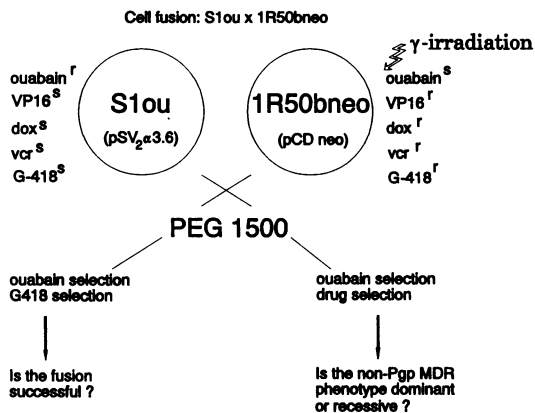 Cell fusion: S1ou x 1R50bneo
γ-irradiation
ouabain^r
VP16^s
dox^s
vcr^s
G-418^s
S1ou
(pSV₂α3.6)
1R50bneo
(pCD neo)
ouabain^s
VP16^r
dox^r
vcr^r
G-418^r
PEG 1500
ouabain selection
G418 selection
ouabain selection
drug selection
Is the fusion
successful ?
Is the non-Pgp MDR
phenotype dominant
or recessive ?